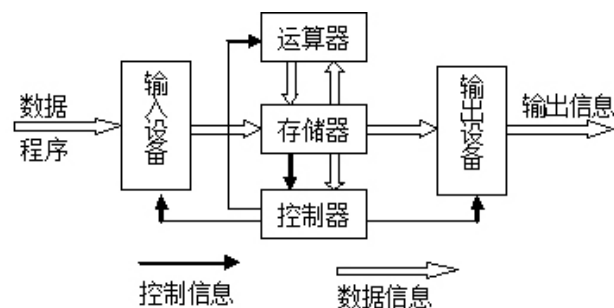 运算器
数据
程序
输入设备
存储器
输出设备
输出信息
控制器
控制信息
数据信息